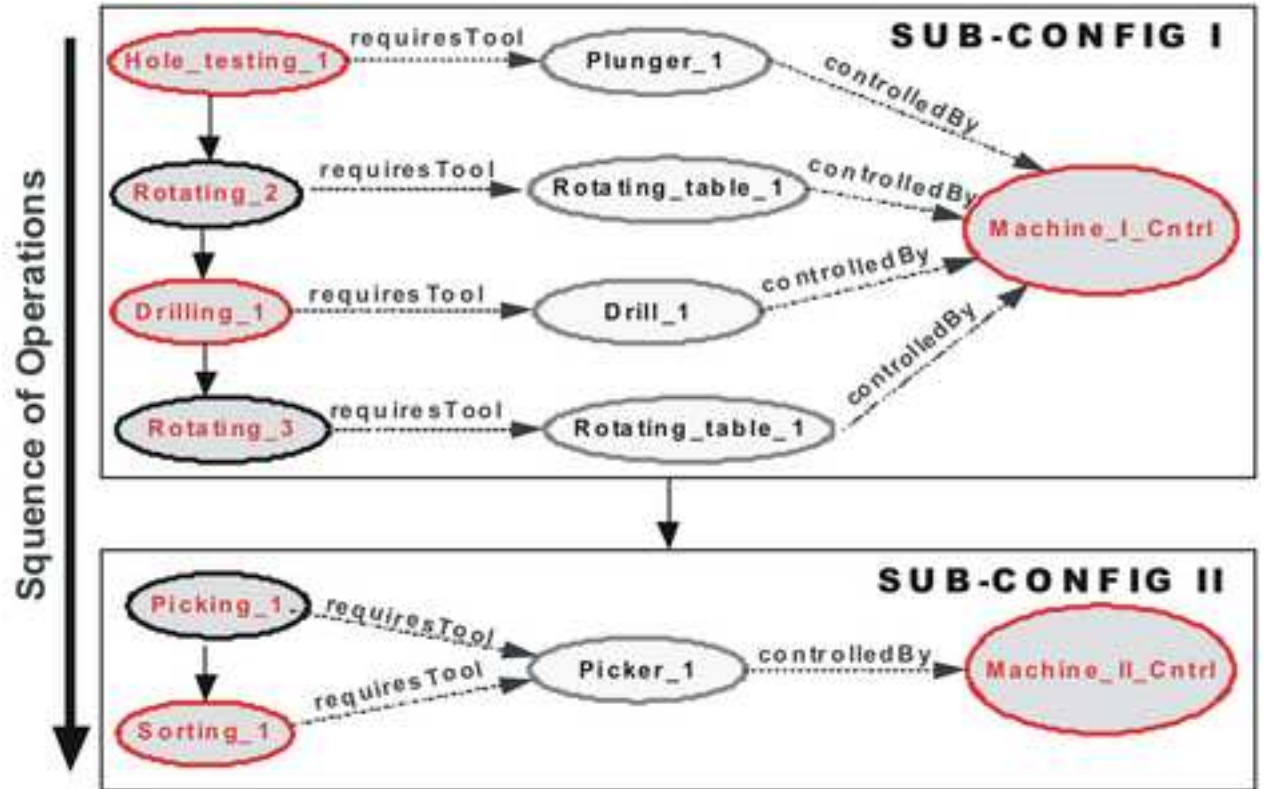 SUB-CONFIG I
Hole_testing_1
requiresTool
Plunger_1
controlledBy
Rotating_2
requiresTool
Rotating_table_1
controlledBy
Machine_I_Cntrl
Drilling_1
requiresTool
Drill_1
controlledBy
Rotating_3
requiresTool
Rotating_table_1
controlledBy
Squence of Operations
SUB-CONFIG II
Picking_1
requiresTool
Picker_1
controlledBy
Machine_II_Cntrl
Sorting_1
requiresTool